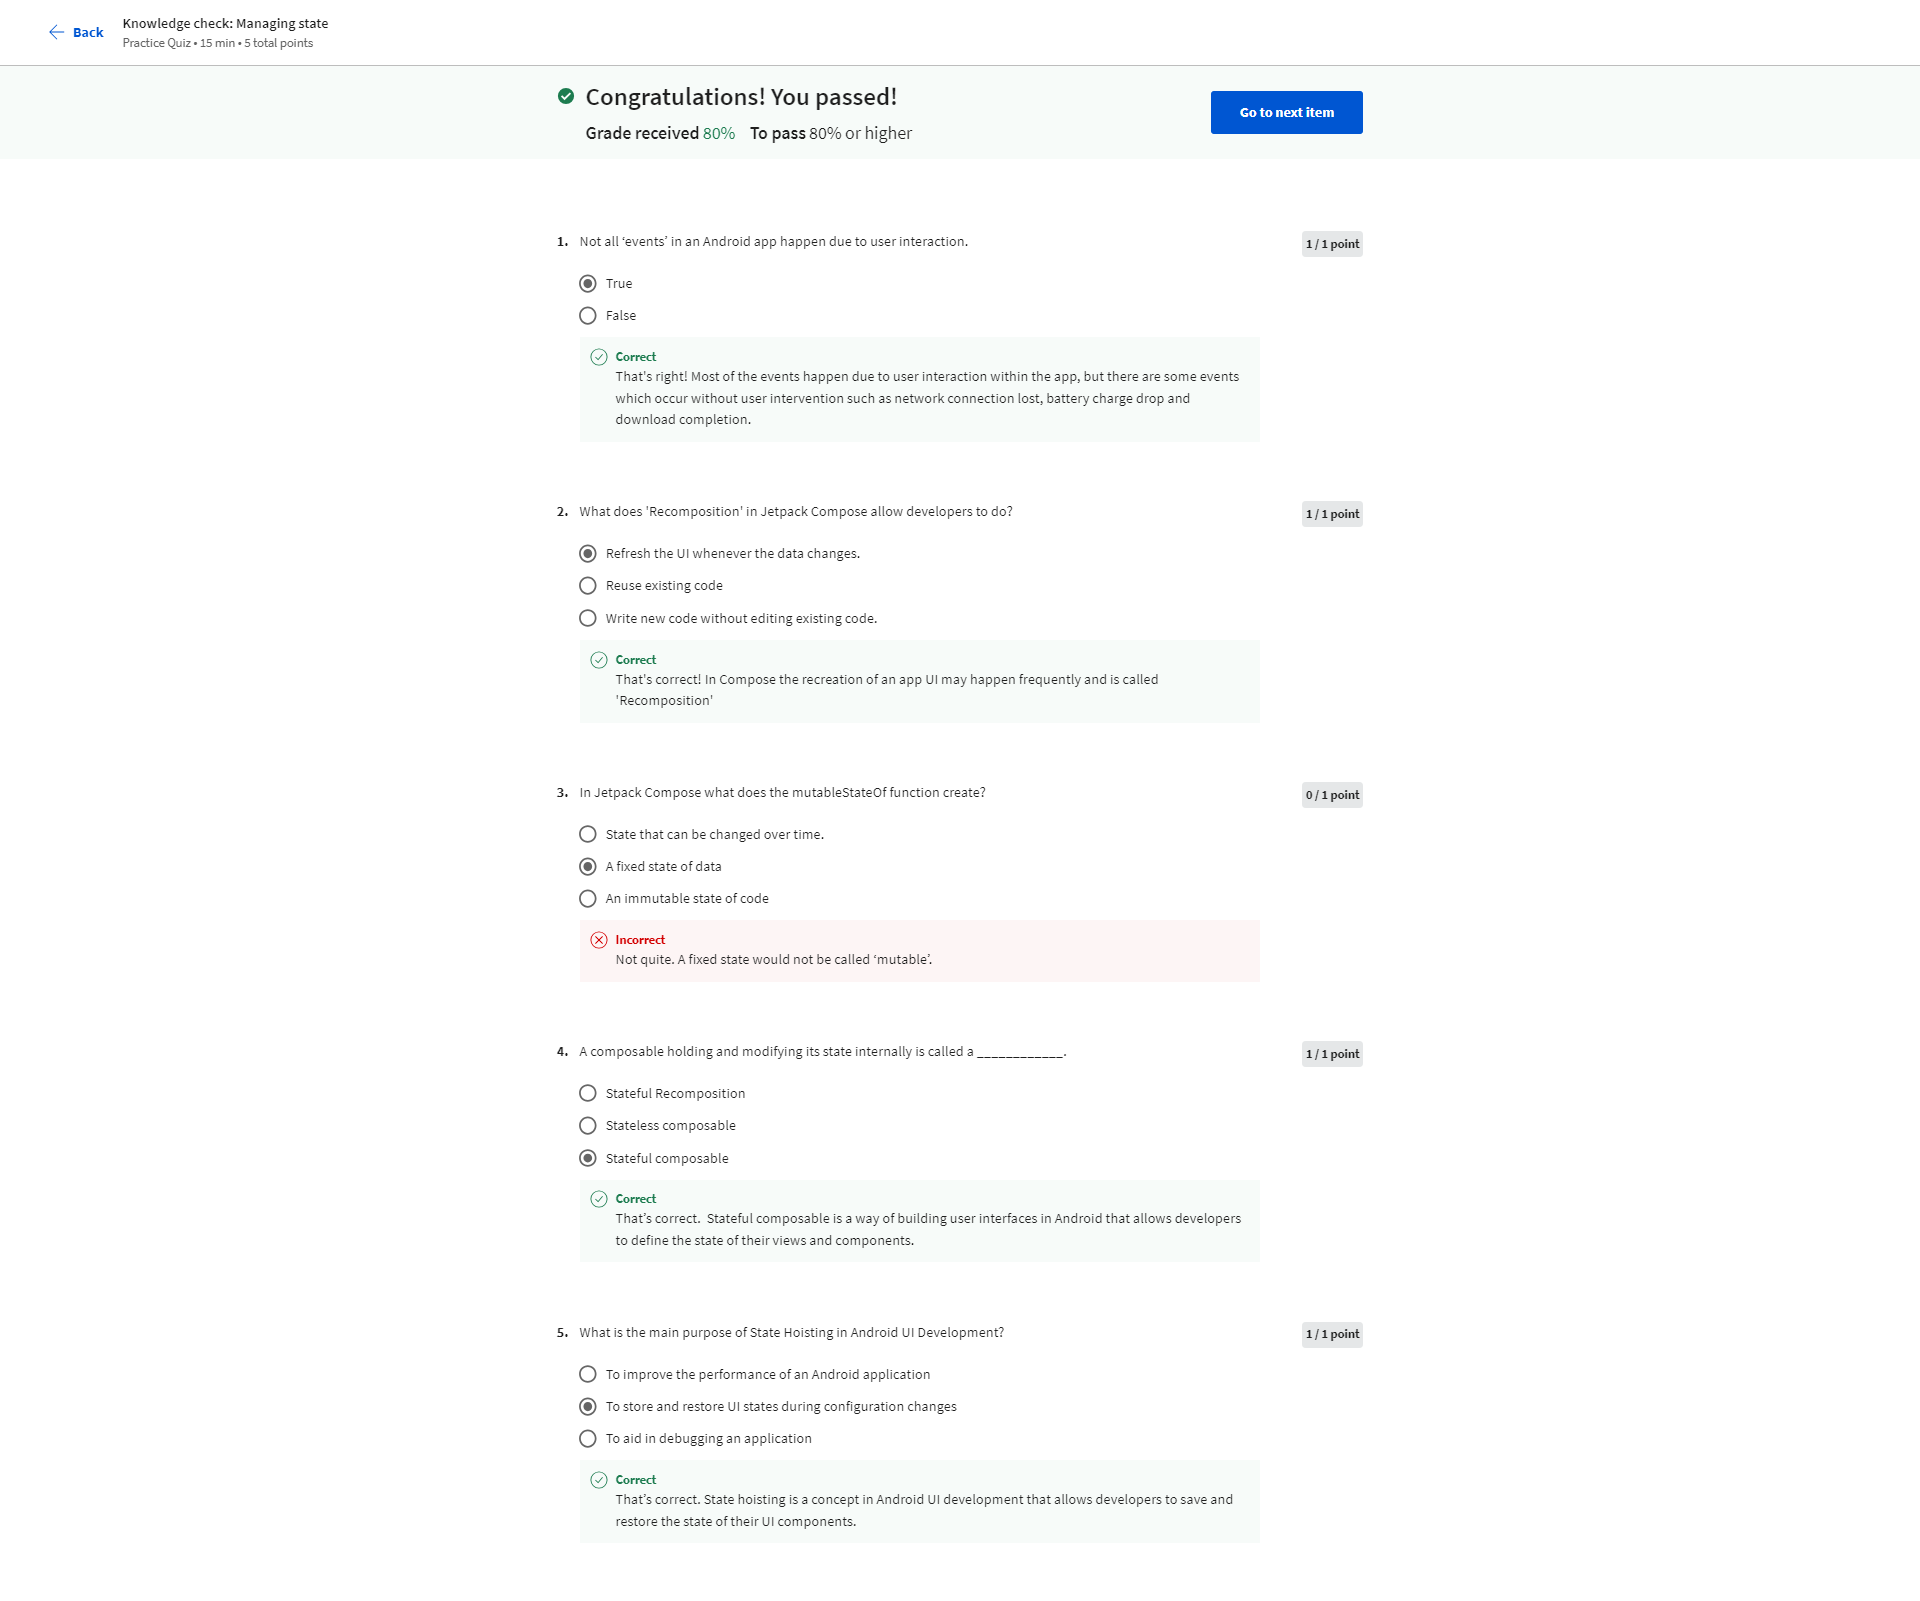 Back
Knowledge check: Managing state
Practice Quiz • 15 min • 5 total points
Congratulations! You passed!
Grade received 80% To pass 80% or higher
Go to next item
1. Not all ‘events’ in an Android app happen due to user interaction.
1 / 1 point
True
False
Correct
That's right! Most of the events happen due to user interaction within the app, but there are some events
which occur without user intervention such as network connection lost, battery charge drop and
download completion.
2. What does 'Recomposition' in Jetpack Compose allow developers to do?
1 / 1 point
Refresh the UI whenever the data changes.
Reuse existing code
Write new code without editing existing code.
Correct
That's correct! In Compose the recreation of an app UI may happen frequently and is called
'Recomposition'
3. In Jetpack Compose what does the mutableStateOf function create?
0 / 1 point
State that can be changed over time.
A fixed state of data
An immutable state of code
Incorrect
Not quite. A fixed state would not be called ‘mutable’.
4. A composable holding and modifying its state internally is called a ____________.
1 / 1 point
Stateful Recomposition
Stateless composable
Stateful composable
Correct
That’s correct.  Stateful composable is a way of building user interfaces in Android that allows developers
to define the state of their views and components.
5. What is the main purpose of State Hoisting in Android UI Development?
1 / 1 point
To improve the performance of an Android application
To store and restore UI states during configuration changes
To aid in debugging an application
Correct
That’s correct. State hoisting is a concept in Android UI development that allows developers to save and
restore the state of their UI components.